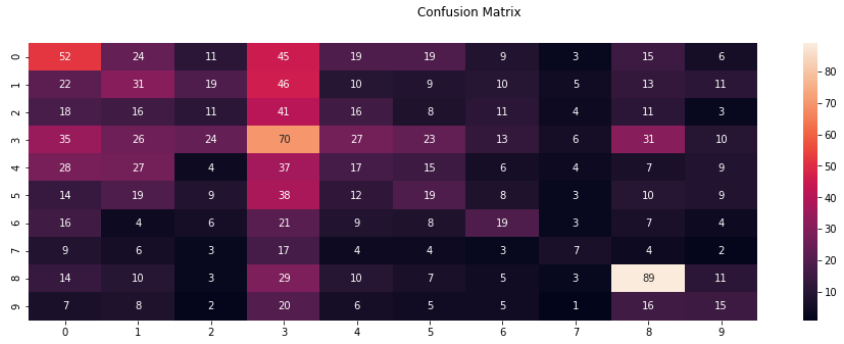 Confusion Matrix
0 52 24 11 45 19 19 9 3 15 6
1 22 31 19 46 10 9 10 5 13 11
2 18 16 11 41 16 8 11 4 11 3
3 35 26 24 70 27 23 13 6 31 10
4 28 27 4 37 17 15 6 4 7 9
5 14 19 9 38 12 19 8 3 10 9
6 16 4 6 21 9 8 19 3 7 4
7 9 6 3 17 4 4 3 7 4 2
8 14 10 3 29 10 7 5 3 89 11
9 7 8 2 20 6 5 5 1 16 15
0 1 2 3 4 5 6 7 8 9
80
70
60
50
40
30
20
10